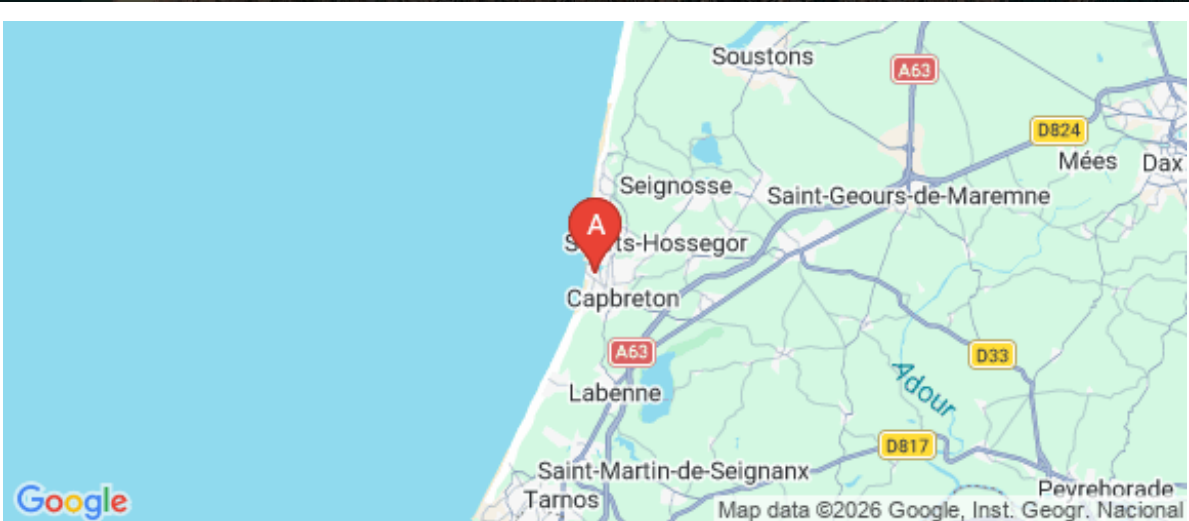 Soustons
A63
D824
Mées
Dax
Seignosse
Saint-Geours-de-Maremne
A
ts-Hossegor
Capbreton
A63
D33
Labenne
Adour
D817
Saint-Martin-de-Seignanx
Tarnos
Peyrehorade
Google
Map data ©2026 Google, Inst. Geogr. Nacional